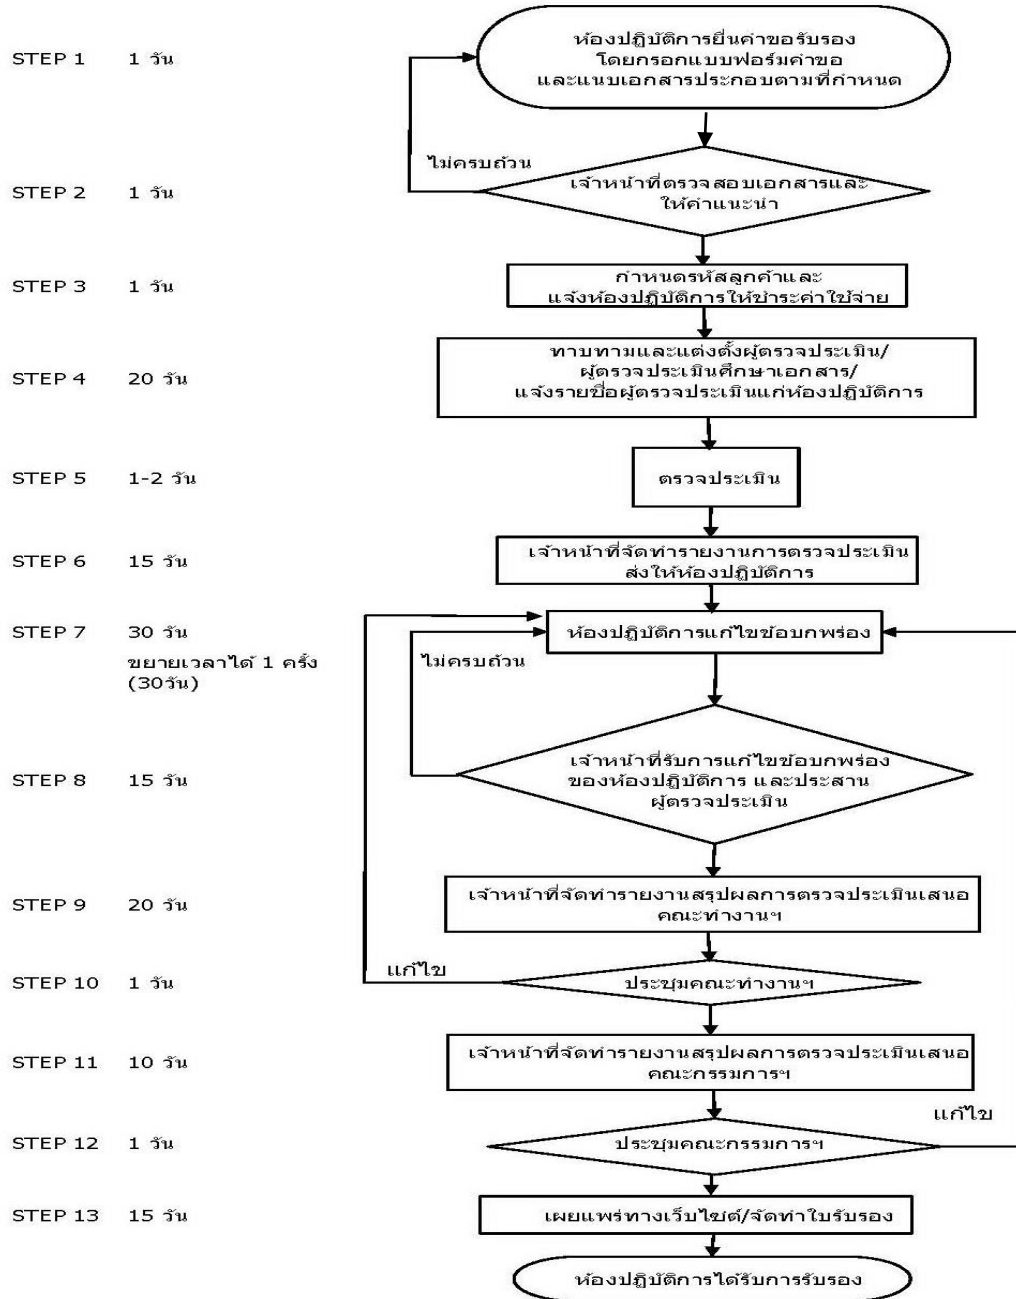 STEP 1 1 วัน
ห้องปฏิบัติการยื่นคำขอรับรอง
โดยกรอกแบบฟอร์มคำขอ
และแนบเอกสารประกอบตามที่กำหนด
ไม่ครบถ้วน
STEP 2 1 วัน
เจ้าหน้าที่ตรวจสอบเอกสารและ
ให้คำแนะนำ
STEP 3 1 วัน
กำหนดรหัสลูกค้าและ
แจ้งห้องปฏิบัติการให้ชำระค่าใช้จ่าย
STEP 4 20 วัน
ทาบทามและแต่งตั้งผู้ตรวจประเมิน/
ผู้ตรวจประเมินศึกษาเอกสาร/
แจ้งรายชื่อผู้ตรวจประเมินแก่ห้องปฏิบัติการ
STEP 5 1-2 วัน
ตรวจประเมิน
STEP 6 15 วัน
เจ้าหน้าที่จัดทำรายงานการตรวจประเมิน
ส่งให้ห้องปฏิบัติการ
STEP 7 30 วัน
ขยายเวลาได้ 1 ครั้ง
(30วัน)
ห้องปฏิบัติการแก้ไขข้อบกพร่อง
ไม่ครบถ้วน
STEP 8 15 วัน
เจ้าหน้าที่รับการแก้ไขข้อบกพร่อง
ของห้องปฏิบัติการ และประสาน
ผู้ตรวจประเมิน
STEP 9 20 วัน
เจ้าหน้าที่จัดทำรายงานสรุปผลการตรวจประเมินเสนอ
คณะทำงานฯ
แก้ไข
STEP 10 1 วัน
ประชุมคณะทำงานฯ
STEP 11 10 วัน
เจ้าหน้าที่จัดทำรายงานสรุปผลการตรวจประเมินเสนอ
คณะกรรมการฯ
แก้ไข
STEP 12 1 วัน
ประชุมคณะกรรมการฯ
STEP 13 15 วัน
เผยแพร่ทางเว็บไซต์/จัดทำใบรับรอง
ห้องปฏิบัติการได้รับการรับรอง